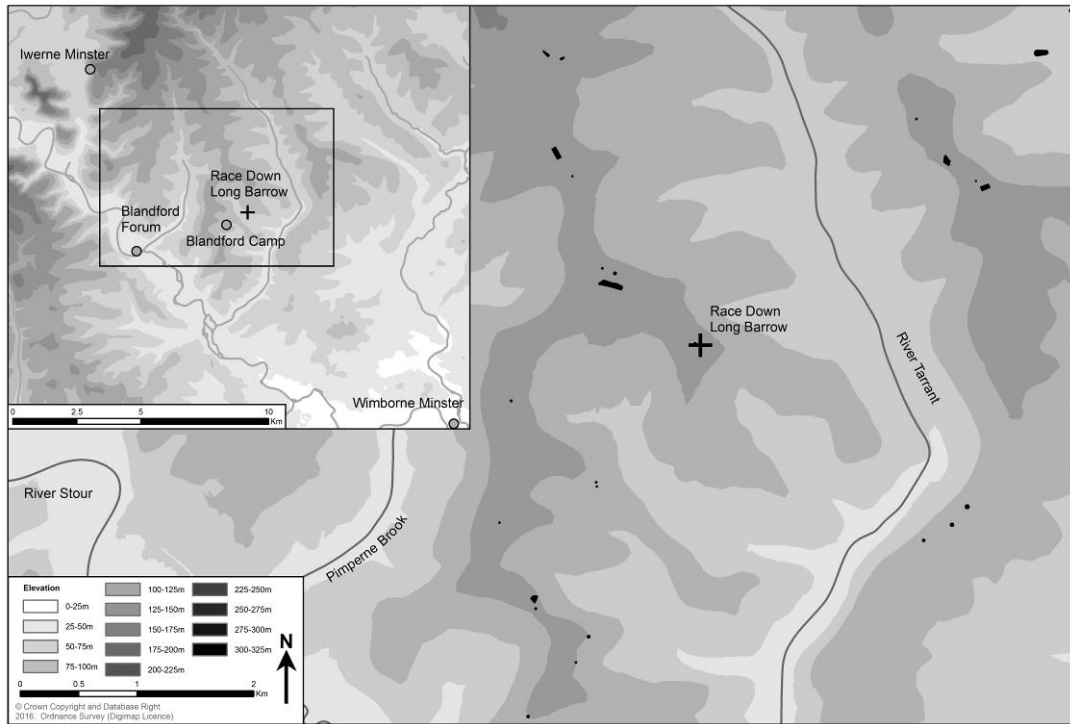 Iwerne Minster
Race Down
Long Barrow
Blandford
Forum
Blandford Camp
Wimborne Minster
0 2.5 5 10
Km
Race Down
Long Barrow
River Tarrant
River Stour
Pimperne Brook
Elevation
0-25m
25-50m
50-75m
75-100m
100-125m
125-150m
150-175m
175-200m
200-225m
225-250m
250-275m
275-300m
300-325m
N
0 0.5 1 2
Km
© Crown Copyright and Database Right
2016. Ordnance Survey (Digimap Licence)